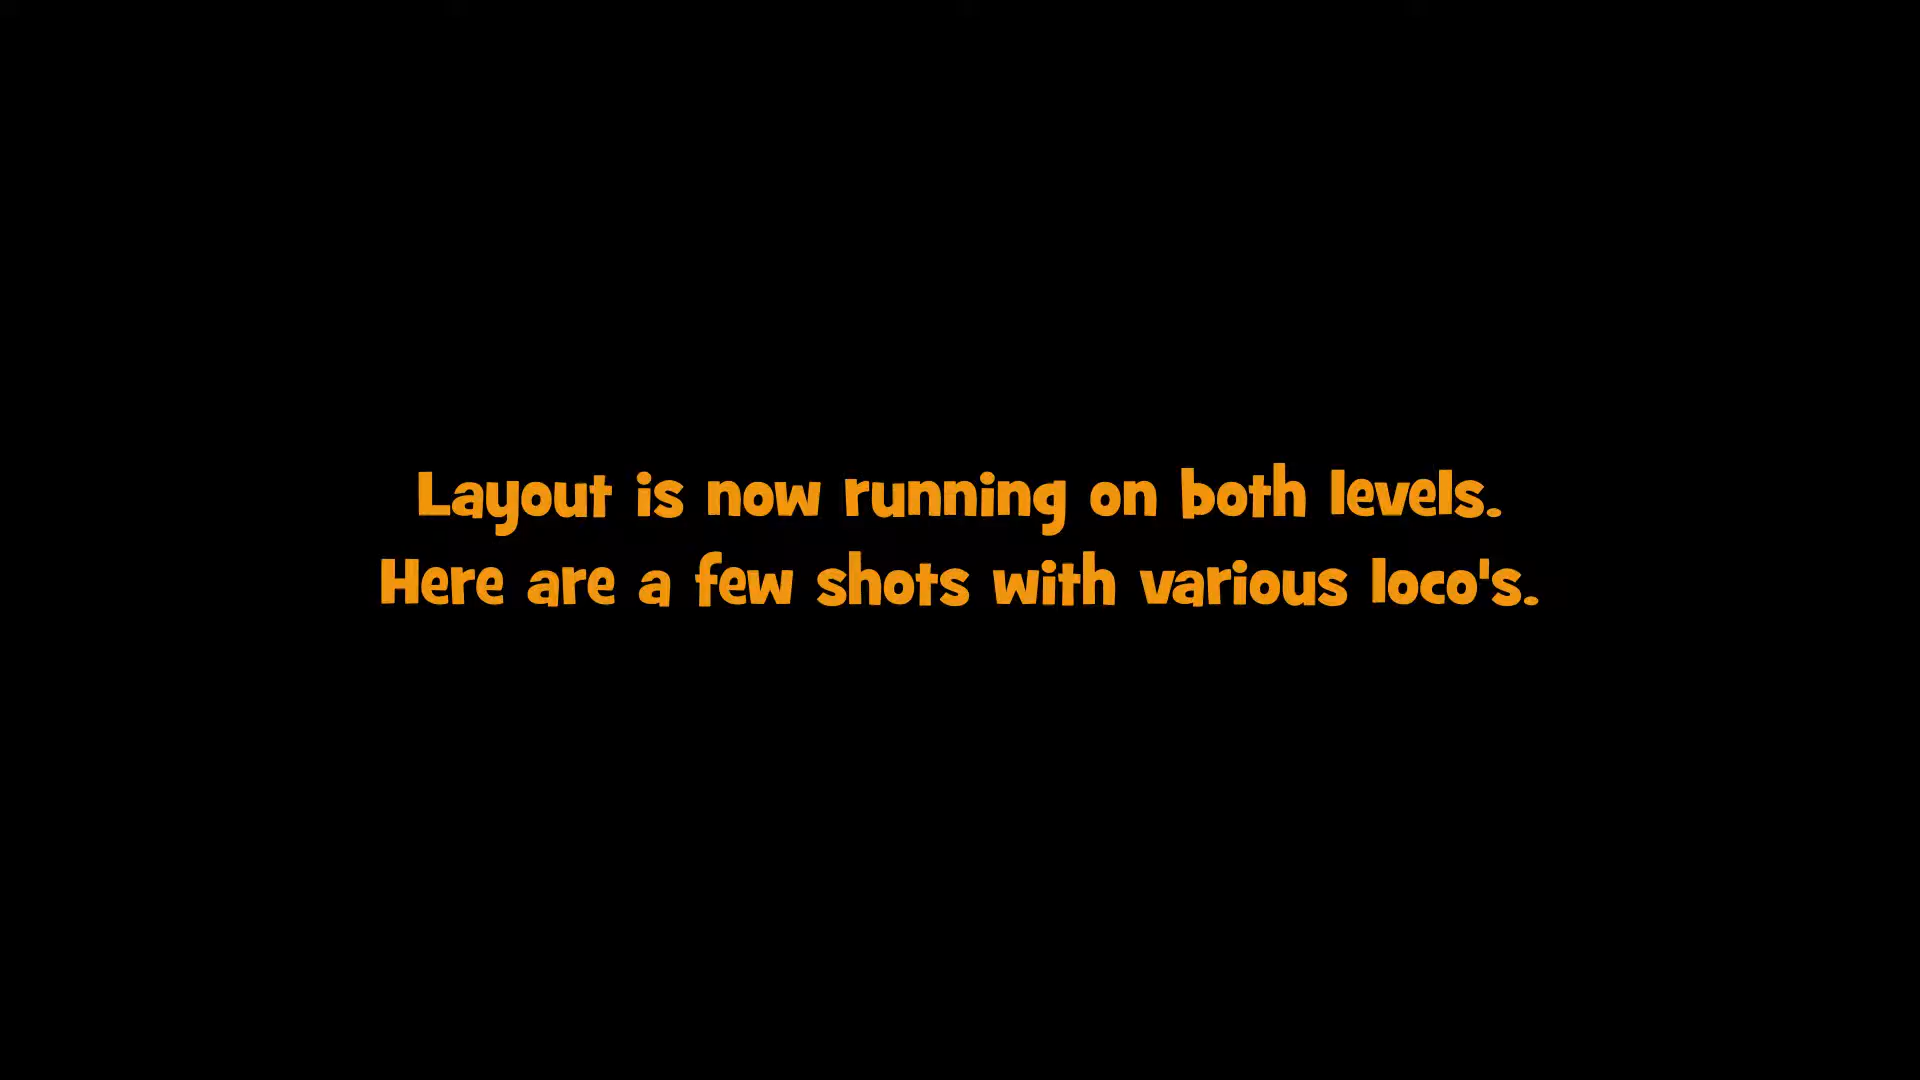 Layout is now running on both levels.
Here are a few shots with various loco's.